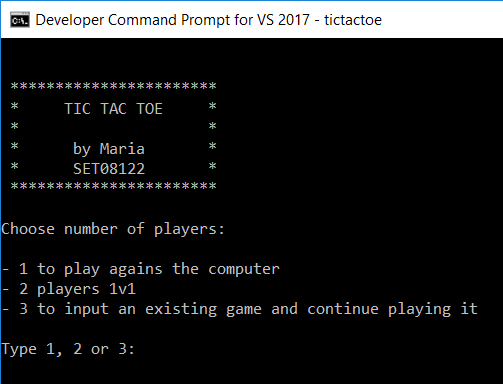 Developer Command Prompt for VS 2017 - tictactoe
***********************
* TIC TAC TOE *
* *
* by Maria *
* SET08122 *
***********************
Choose number of players:
- 1 to play agains the computer
- 2 players 1v1
- 3 to input an existing game and continue playing it
Type 1, 2 or 3: